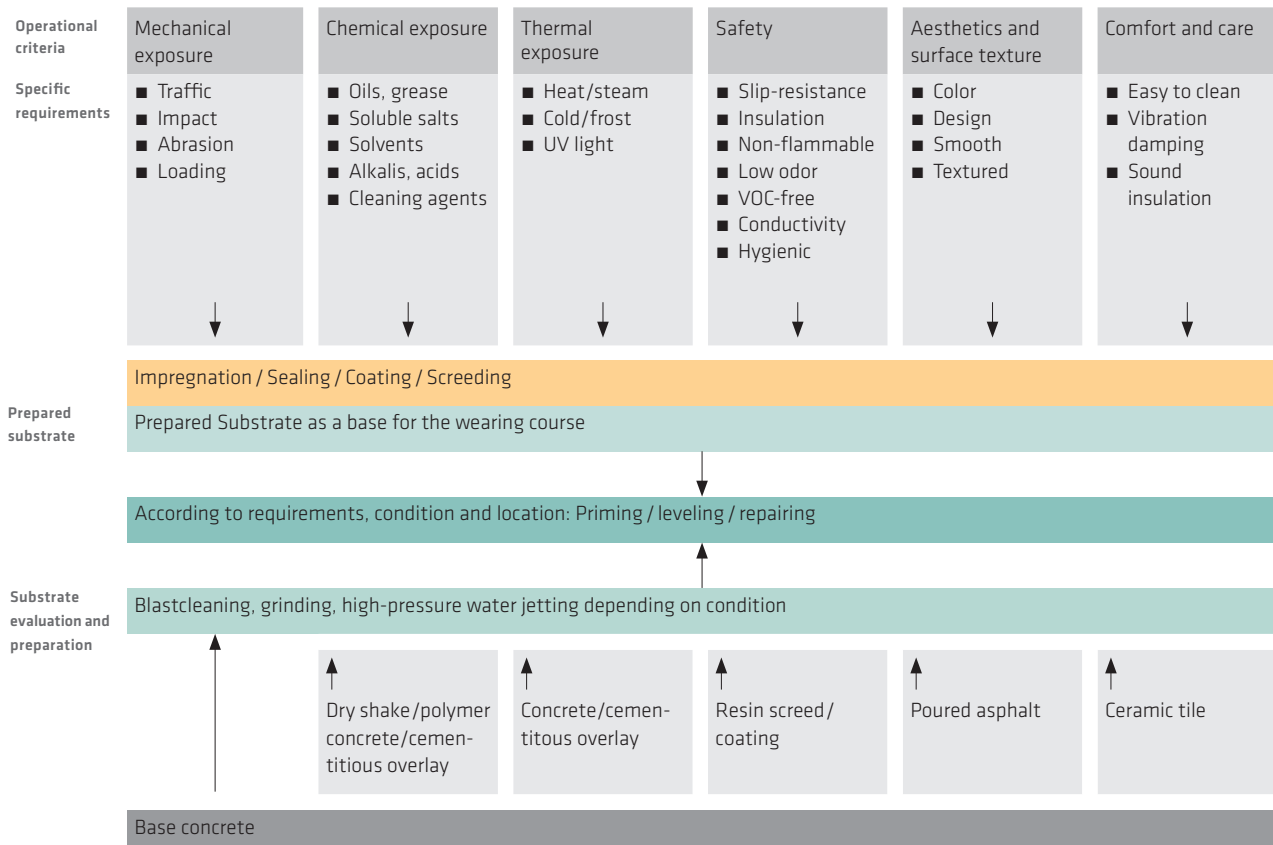 Operational
criteria
Mechanical
exposure
Chemical exposure
Thermal
exposure
Safety
Aesthetics and
surface texture
Comfort and care
Specific
requirements
■ Traffic
■ Impact
■ Abrasion
■ Loading
■ Oils, grease
■ Soluble salts
■ Solvents
■ Alkalis, acids
■ Cleaning agents
■ Heat/steam
■ Cold/frost
■ UV light
■ Slip-resistance
■ Insulation
■ Non-flammable
■ Low odor
■ VOC-free
■ Conductivity
■ Hygienic
■ Color
■ Design
■ Smooth
■ Textured
■ Easy to clean
■ Vibration
damping
■ Sound
insulation
Impregnation / Sealing / Coating / Screeding
Prepared
substrate
Prepared Substrate as a base for the wearing course
According to requirements, condition and location: Priming / leveling / repairing
Substrate
evaluation and
preparation
Blastcleaning, grinding, high-pressure water jetting depending on condition
Dry shake/polymer
concrete/cemen-
titious overlay
Concrete/cemen-
titous overlay
Resin screed/
coating
Poured asphalt
Ceramic tile
Base concrete